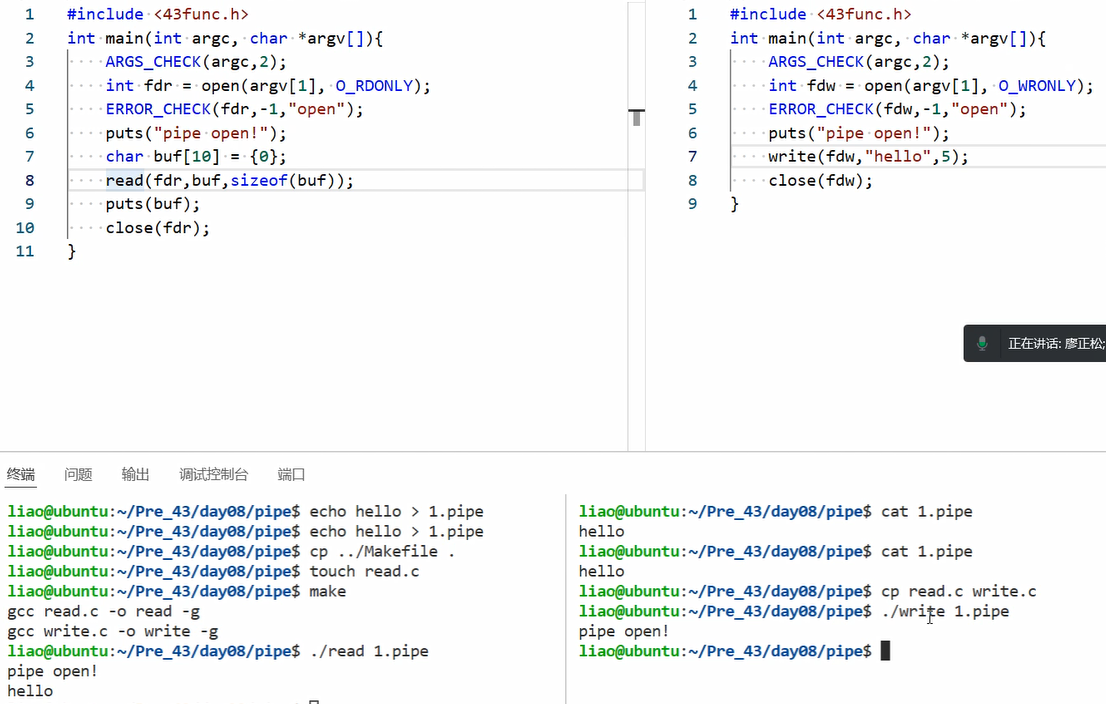 1 #include <43func.h>
2 int main(int argc, char *argv[]){
3 ARGS_CHECK(argc,2);
4 int fdr = open(argv[1], O_RDONLY);
5 ERROR_CHECK(fdr,-1,"open");
6 puts("pipe open!");
7 char buf[10] = {0};
8 read(fdr,buf,sizeof(buf));
9 puts(buf);
10 close(fdr);
11 }
1 #include <43func.h>
2 int main(int argc, char *argv[]){
3 ARGS_CHECK(argc,2);
4 int fdw = open(argv[1], O_WRONLY);
5 ERROR_CHECK(fdw,-1,"open");
6 puts("pipe open!");
7 write(fdw,"hello",5);
8 close(fdw);
9 }
正在讲话: 廖正松;
终端 问题 输出 调试控制台 端口
liao@ubuntu:~/Pre_43/day08/pipe$ echo hello > 1.pipe
liao@ubuntu:~/Pre_43/day08/pipe$ echo hello > 1.pipe
liao@ubuntu:~/Pre_43/day08/pipe$ cp ../Makefile .
liao@ubuntu:~/Pre_43/day08/pipe$ touch read.c
liao@ubuntu:~/Pre_43/day08/pipe$ make
gcc read.c -o read -g
gcc write.c -o write -g
liao@ubuntu:~/Pre_43/day08/pipe$ ./read 1.pipe
pipe open!
hello
liao@ubuntu:~/Pre_43/day08/pipe$ cat 1.pipe
hello
liao@ubuntu:~/Pre_43/day08/pipe$ cat 1.pipe
hello
liao@ubuntu:~/Pre_43/day08/pipe$ cp read.c write.c
liao@ubuntu:~/Pre_43/day08/pipe$ ./write 1.pipe
pipe open!
liao@ubuntu:~/Pre_43/day08/pipe$